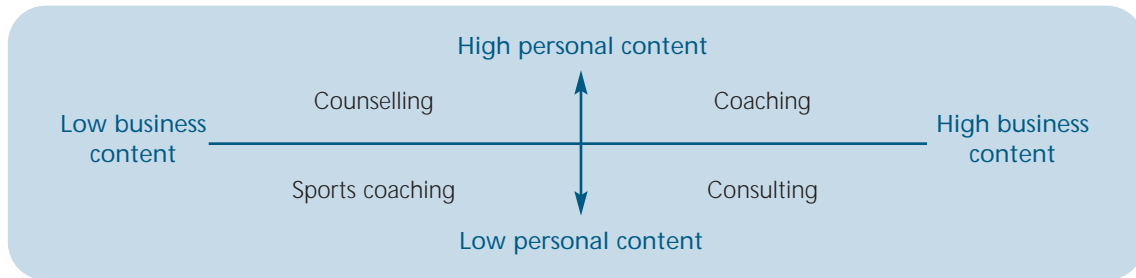 High personal content
Counselling
Coaching
Low business
content
High business
content
Sports coaching
Consulting
Low personal content